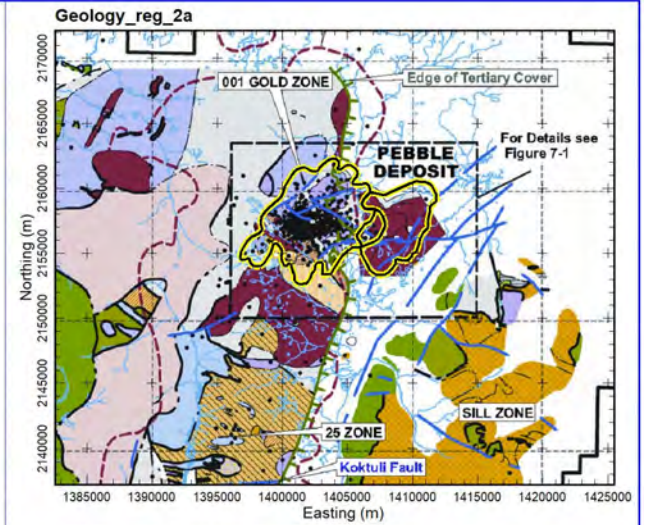 Geology_reg_2a
2170000
001 GOLD ZONE
Edge of Tertiary Cover
2165000
For Details see
Figure 7-1
PEBBLE
DEPOSIT
2160000
Northing (m)
2155000
2150000
2145000
SILL ZONE
25 ZONE
2140000
Koktuli Fault
1385000 1390000 1395000 1400000 1405000 1410000 1415000 1420000 1425000
Easting (m)